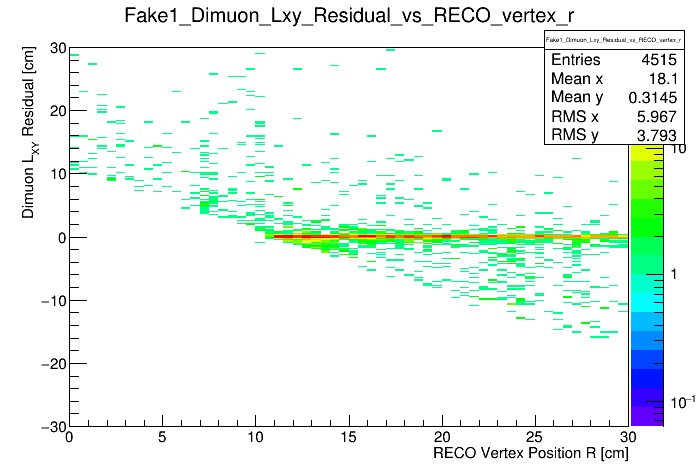 Fake1_Dimuon_Lxy_Residual_vs_RECO_vertex_r
Fake1_Dimuon_Lxy_Residual_vs_RECO_vertex_r
Entries 4515
Mean x 18.1
Mean y 0.3145
RMS x 5.967
RMS y 3.793
Dimuon LXY Residual [cm]
30
20
10
0
−10
−20
−30
0 5 10 15 20 25 30
RECO Vertex Position R [cm]
10
1
10−1